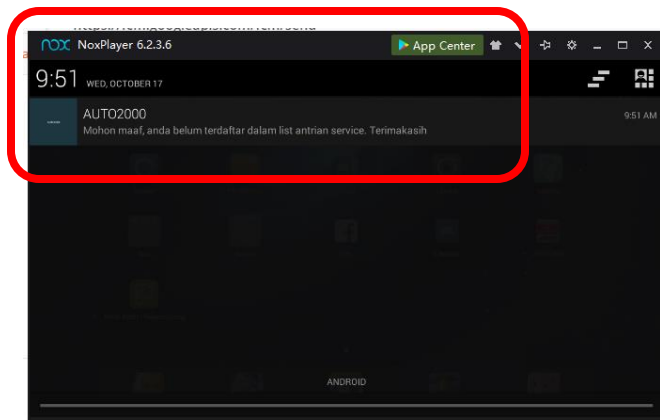 nox NoxPlayer 6.2.3.6 App Center
9:51 WED, OCTOBER 17
AUTO2000 9:51 AM
Mohon maaf, anda belum terdaftar dalam list antrian service. Terimakasih
ANDROID